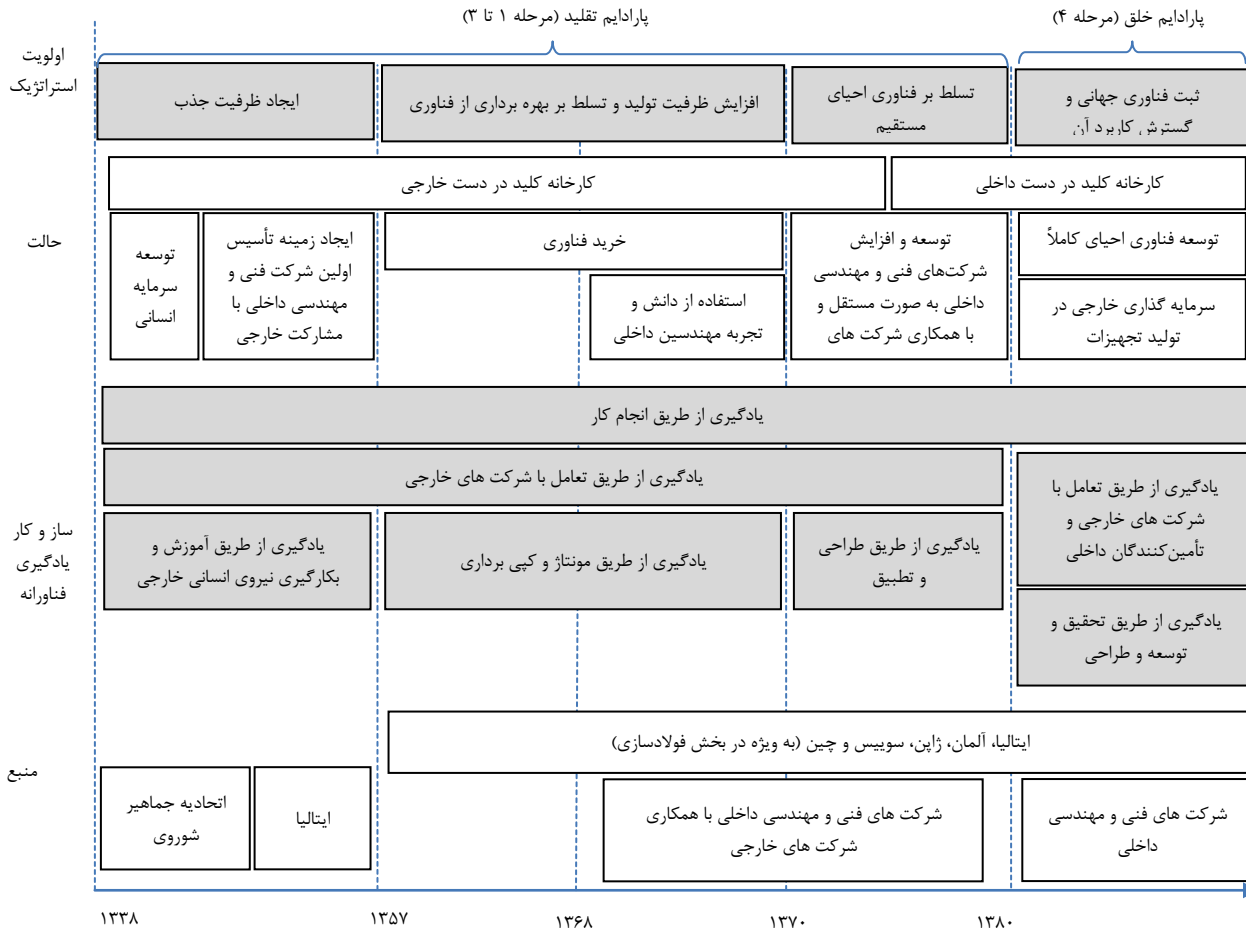 پارادایم خلق (مرحله ۴)
پارادایم تقلید (مرحله ۱ تا ۳)
اولویت
استراتژیک
ایجاد ظرفیت جذب
افزایش ظرفیت تولید و تسلط بر بهره برداری از فناوری
تسلط بر فناوری احیای
مستقیم
ثبت فناوری جهانی و
گسترش کاربرد آن
حالت
کارخانه کلید در دست خارجی
کارخانه کلید در دست داخلی
توسعه
سرمایه
انسانی
ایجاد زمینه تأسیس
اولین شرکت فنی و
مهندسی داخلی با
مشارکت خارجی
خرید فناوری
استفاده از دانش و
تجربه مهندسین داخلی
توسعه و افزایش
شرکت‌های فنی و مهندسی
داخلی به صورت مستقل و
با همکاری شرکت های
توسعه فناوری احیای کاملاً
سرمایه گذاری خارجی در
تولید تجهیزات
ساز و کار
یادگیری
فناورانه
یادگیری از طریق انجام کار
یادگیری از طریق تعامل با شرکت های خارجی
یادگیری از طریق آموزش و
بکارگیری نیروی انسانی خارجی
یادگیری از طریق مونتاژ و کپی برداری
یادگیری از طریق طراحی
و تطبیق
یادگیری از طریق تعامل با
شرکت های خارجی و
تأمین‌کنندگان داخلی
یادگیری از طریق تحقیق و
توسعه و طراحی
منبع
ایتالیا، آلمان، ژاپن، سوییس و چین (به ویژه در بخش فولادسازی)
اتحادیه جماهیر
شوروی
ایتالیا
شرکت های فنی و مهندسی داخلی با همکاری
شرکت های خارجی
شرکت های فنی و مهندسی
داخلی
۱۳۳۸
۱۳۵۷
۱۳۶۸
۱۳۷۰
۱۳۸۰